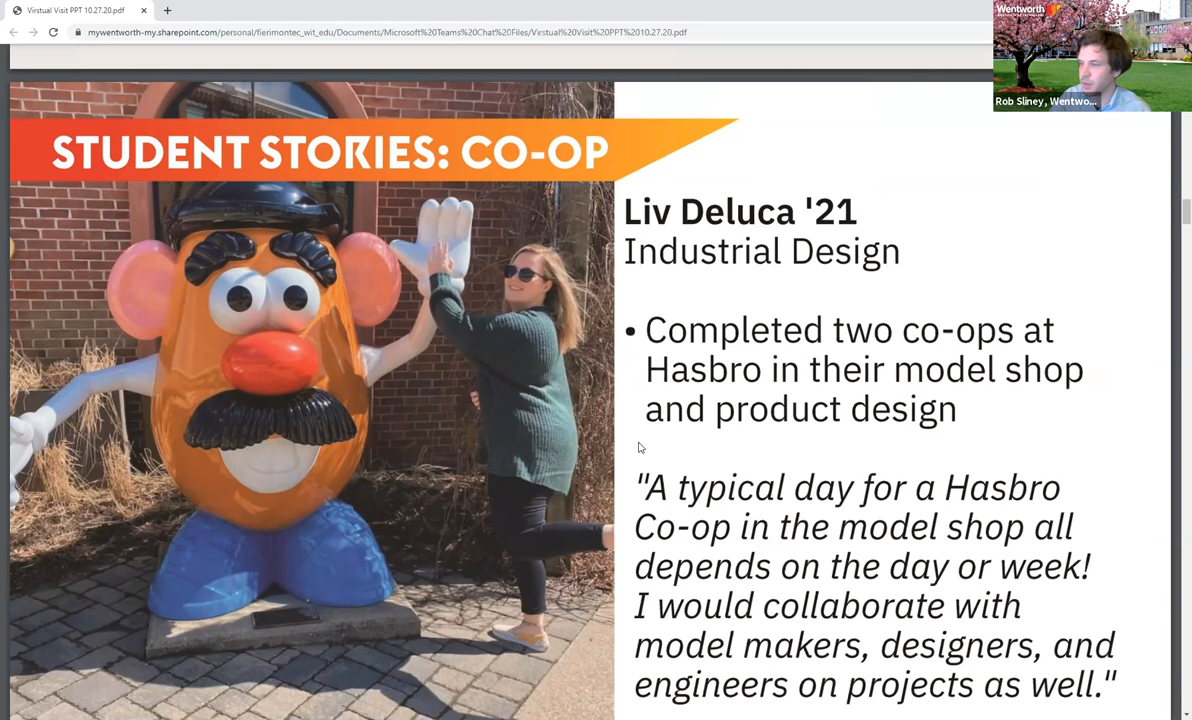 Virstual Visit PPT 10.27.20.pdf
mywentworth-my.sharepoint.com/personal/fierimontec_wit_edu/Documents/Microsoft%20Teams%20Chat%20Files/Virstual%20Visit%20PPT%2010.27.20.pdf
Wentworth
Rob Sliney, Wentwo...
STUDENT STORIES: CO-OP
Liv Deluca '21
Industrial Design
• Completed two co-ops at
Hasbro in their model shop
and product design
"A typical day for a Hasbro
Co-op in the model shop all
depends on the day or week!
I would collaborate with
model makers, designers, and
engineers on projects as well."